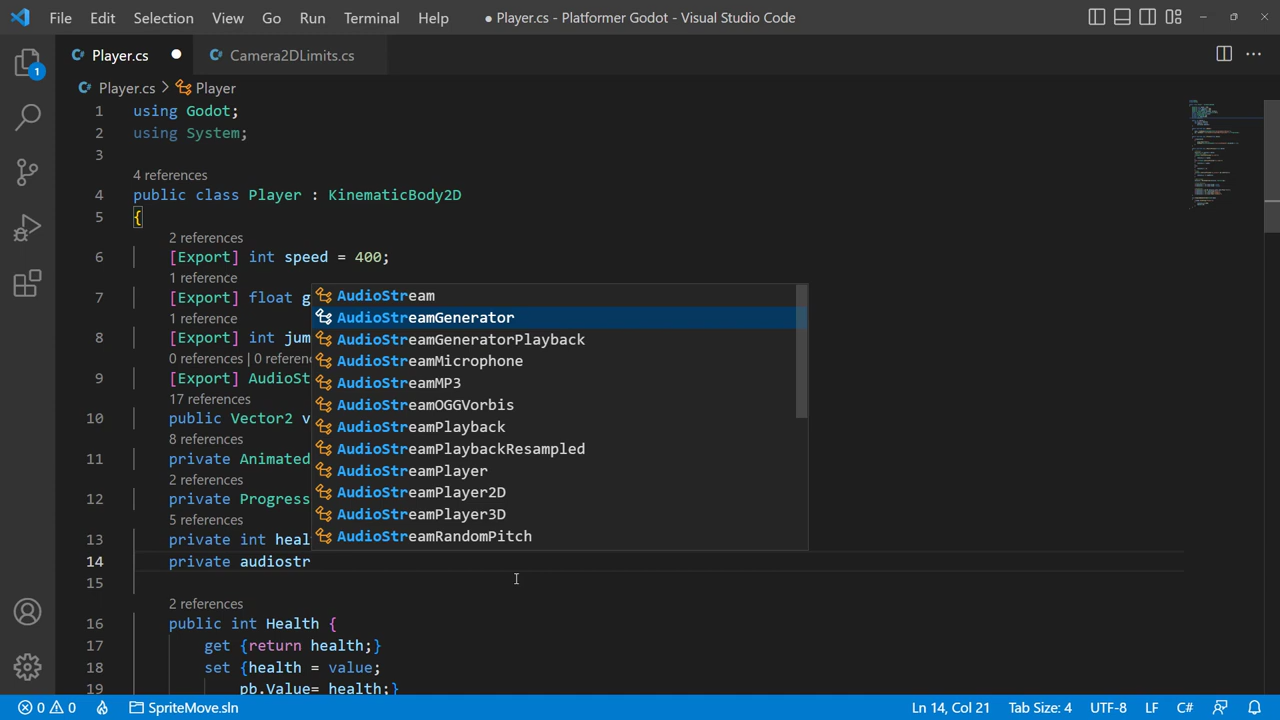 File Edit Selection View Go Run Terminal Help ● Player.cs - Platformer Godot - Visual Studio Code
Player.cs Camera2DLimits.cs
1
Player.cs > Player
1 using Godot;
2 using System;
3
4 references
4 public class Player : KinematicBody2D
5 {
2 references
6 [Export] int speed = 400;
1 reference
7 [Export] float g
1 reference
8 [Export] int jum
0 references | 0 referenc
9 [Export] AudioSt
17 references
10 public Vector2 v
8 references
11 private Animated
2 references
12 private Progress
5 references
13 private int heal
14 private audiostr
15
AudioStream
AudioStreamGenerator
AudioStreamGeneratorPlayback
AudioStreamMicrophone
AudioStreamMP3
AudioStreamOGGVorbis
AudioStreamPlayback
AudioStreamPlaybackResampled
AudioStreamPlayer
AudioStreamPlayer2D
AudioStreamPlayer3D
AudioStreamRandomPitch
2 references
16 public int Health {
17 get {return health;}
18 set {health = value;
19 pb.Value= health;}
0 0 SpriteMove.sln Ln 14, Col 21 Tab Size: 4 UTF-8 LF C#